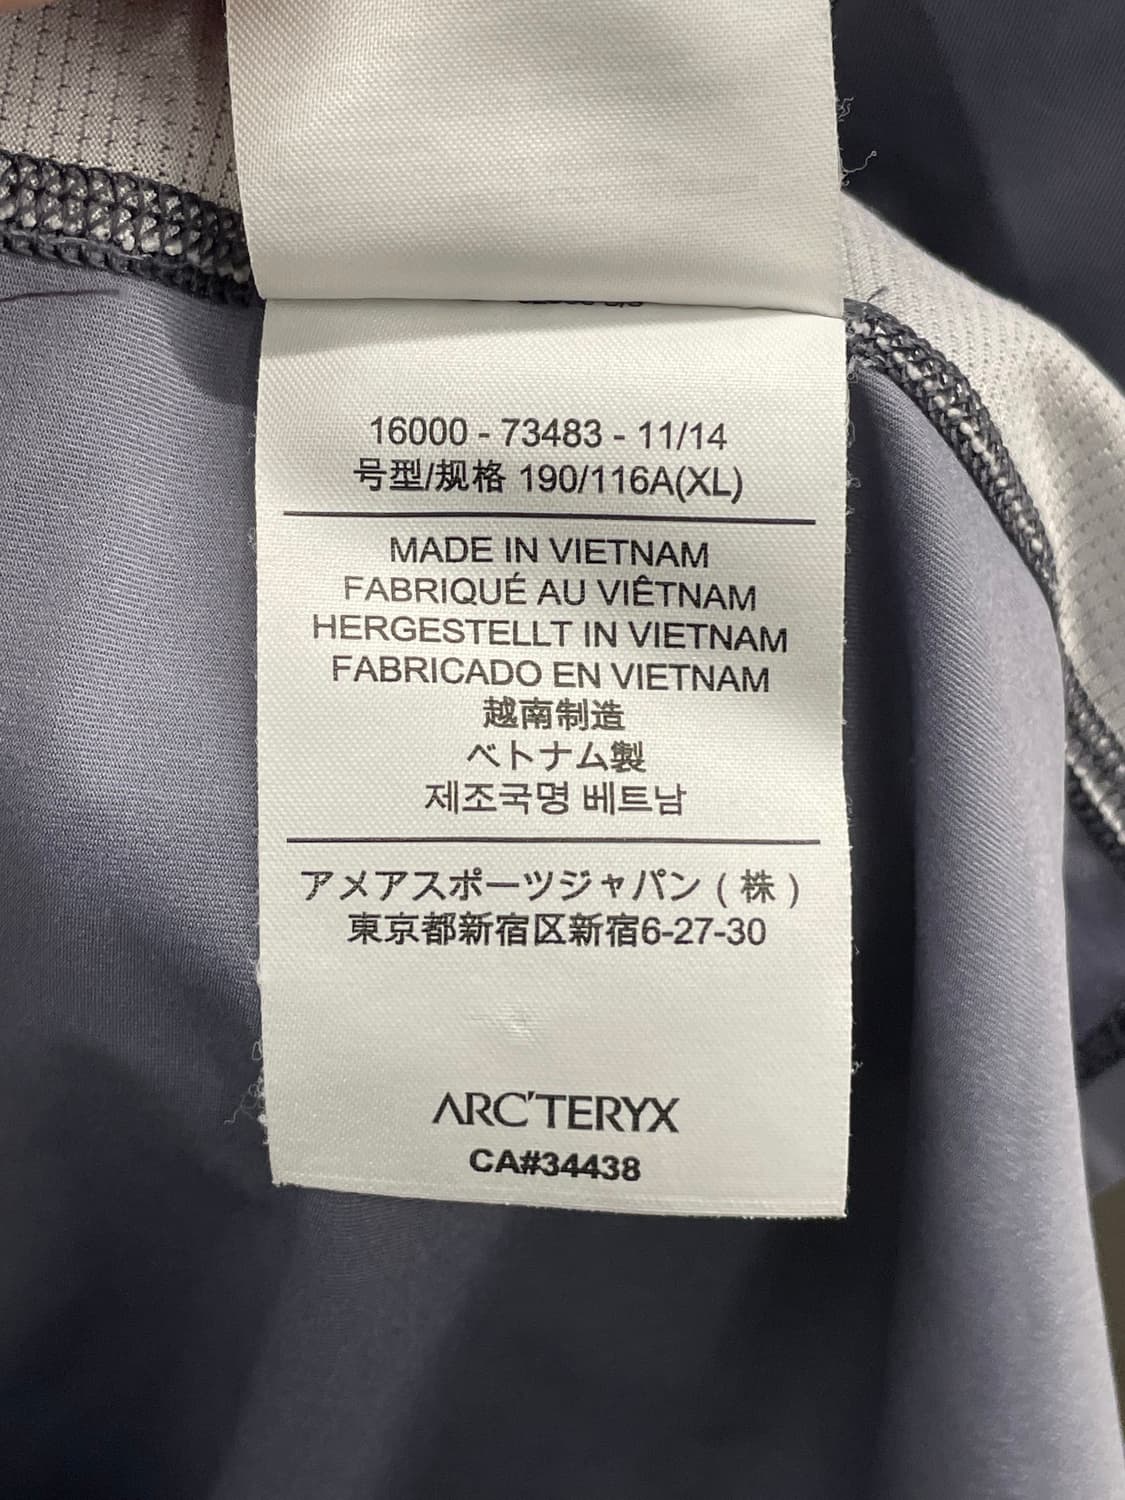 16000 - 73483 - 11/14
号型/规格 190/116A(XL)
MADE IN VIETNAM
FABRIQUÉ AU VIÊTNAM
HERGESTELLT IN VIETNAM
FABRICADO EN VIETNAM
越南制造
ベトナム製
제조국명 베트남
アメアスポーツジャパン ( 株 )
東京都新宿区新宿6-27-30
ARC'TERYX
CA#34438